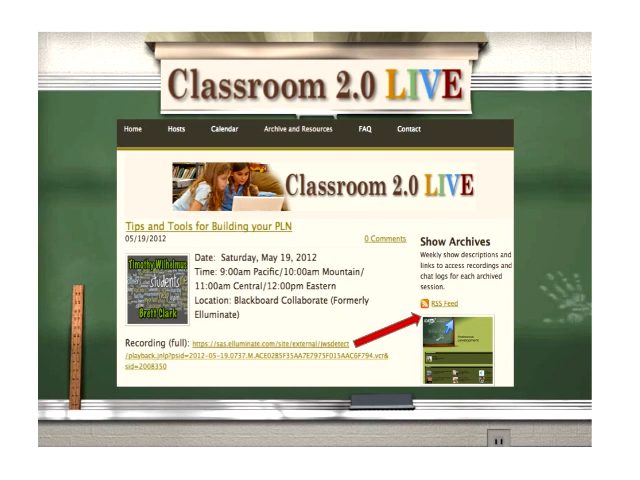 Classroom 2.0 LIVE
Home Hosts Calendar Archive and Resources FAQ Contact
Classroom 2.0 LIVE
Tips and Tools for Building your PLN
05/19/2012 0 Comments
Timothy Wilhelmus
students
Brett Clark
Date: Saturday, May 19, 2012
Time: 9:00am Pacific/10:00am Mountain/
11:00am Central/12:00pm Eastern
Location: Blackboard Collaborate (Formerly
Elluminate)
Recording (full): https://sas.elluminate.com/site/external/jwsdetect
/playback.jnlp?psid=2012-05-19.0737.M.ACE0285F35AA7E7975F015AAC6F794.vcr&
sid=2008350
Show Archives
Weekly show descriptions and
links to access recordings and
chat logs for each archived
session.
RSS Feed